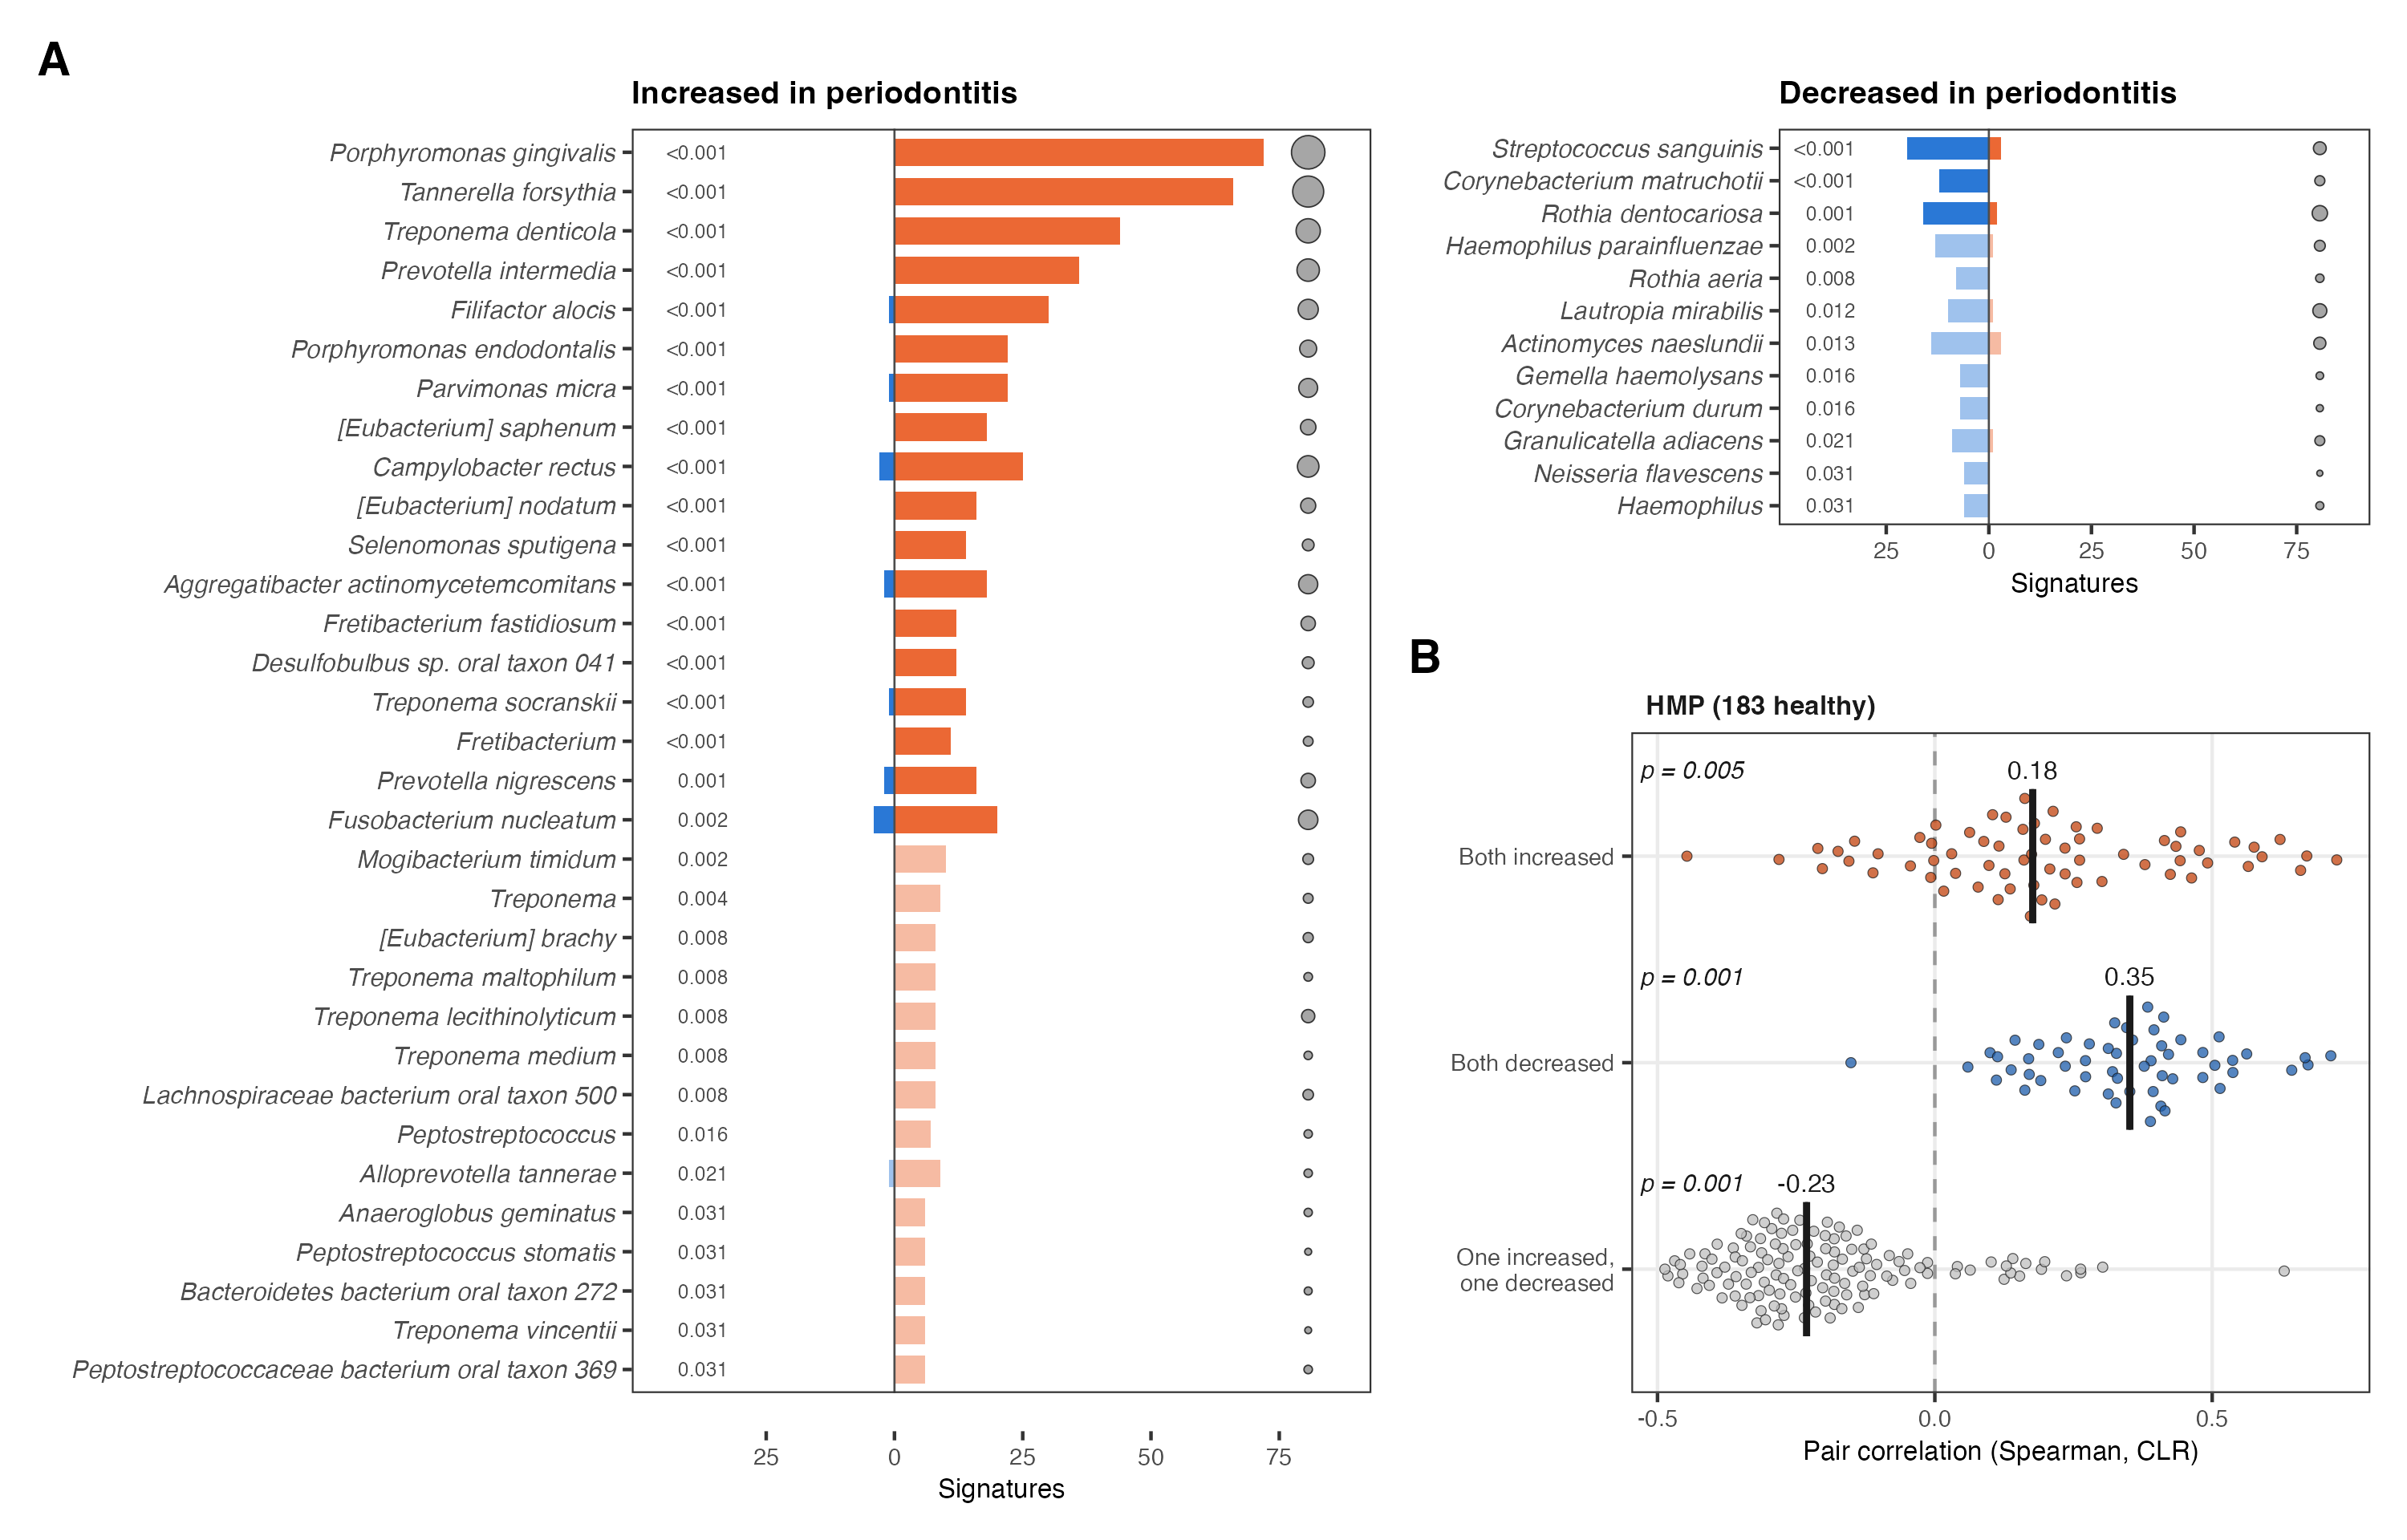 A
Increased in periodontitis
Porphyromonas gingivalis <0.001
Tannerella forsythia <0.001
Treponema denticola <0.001
Prevotella intermedia <0.001
Filifactor alocis <0.001
Porphyromonas endodontalis <0.001
Parvimonas micra <0.001
[Eubacterium] saphenum <0.001
Campylobacter rectus <0.001
[Eubacterium] nodatum <0.001
Selenomonas sputigena <0.001
Aggregatibacter actinomycetemcomitans <0.001
Fretibacterium fastidiosum <0.001
Desulfobulbus sp. oral taxon 041 <0.001
Treponema socranskii <0.001
Fretibacterium <0.001
Prevotella nigrescens 0.001
Fusobacterium nucleatum 0.002
Mogibacterium timidum 0.002
Treponema 0.004
[Eubacterium] brachy 0.008
Treponema maltophilum 0.008
Treponema lecithinolyticum 0.008
Treponema medium 0.008
Lachnospiraceae bacterium oral taxon 500 0.008
Peptostreptococcus 0.016
Alloprevotella tannerae 0.021
Anaeroglobus geminatus 0.031
Peptostreptococcus stomatis 0.031
Bacteroidetes bacterium oral taxon 272 0.031
Treponema vincentii 0.031
Peptostreptococcaceae bacterium oral taxon 369 0.031
25 0 25 50 75
Signatures
Decreased in periodontitis
Streptococcus sanguinis <0.001
Corynebacterium matruchotii <0.001
Rothia dentocariosa 0.001
Haemophilus parainfluenzae 0.002
Rothia aeria 0.008
Lautropia mirabilis 0.012
Actinomyces naeslundii 0.013
Gemella haemolysans 0.016
Corynebacterium durum 0.016
Granulicatella adiacens 0.021
Neisseria flavescens 0.031
Haemophilus 0.031
25 0 25 50 75
Signatures
B
HMP (183 healthy)
p = 0.005 0.18
Both increased
p = 0.001 0.35
Both decreased
p = 0.001 -0.23
One increased,
one decreased
-0.5 0.0 0.5
Pair correlation (Spearman, CLR)